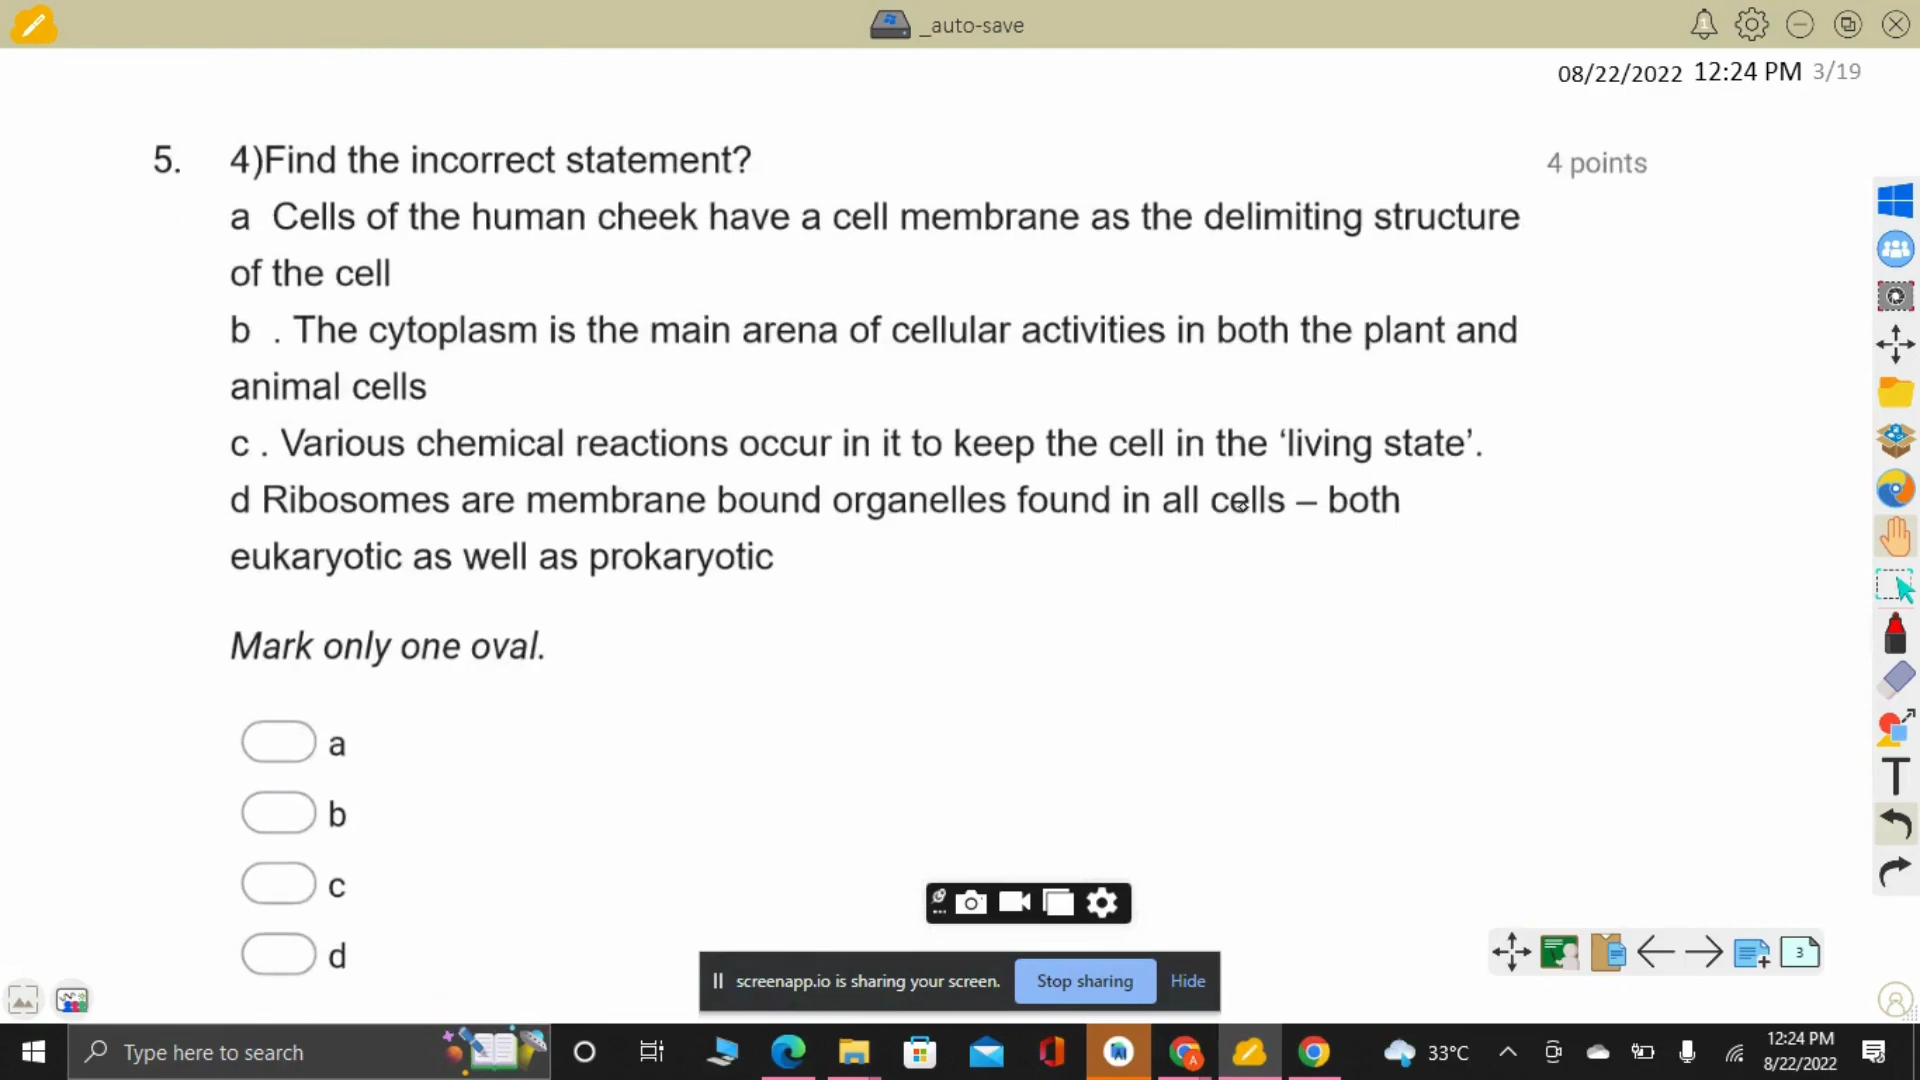 _auto-save
08/22/2022 12:24 PM 3/19
5. 4)Find the incorrect statement? 4 points
a Cells of the human cheek have a cell membrane as the delimiting structure
of the cell
b . The cytoplasm is the main arena of cellular activities in both the plant and
animal cells
c . Various chemical reactions occur in it to keep the cell in the ‘living state’.
d Ribosomes are membrane bound organelles found in all cells – both
eukaryotic as well as prokaryotic
Mark only one oval.
a
b
c
d
3
screenapp.io is sharing your screen. Stop sharing Hide
Type here to search
33°C
12:24 PM
8/22/2022